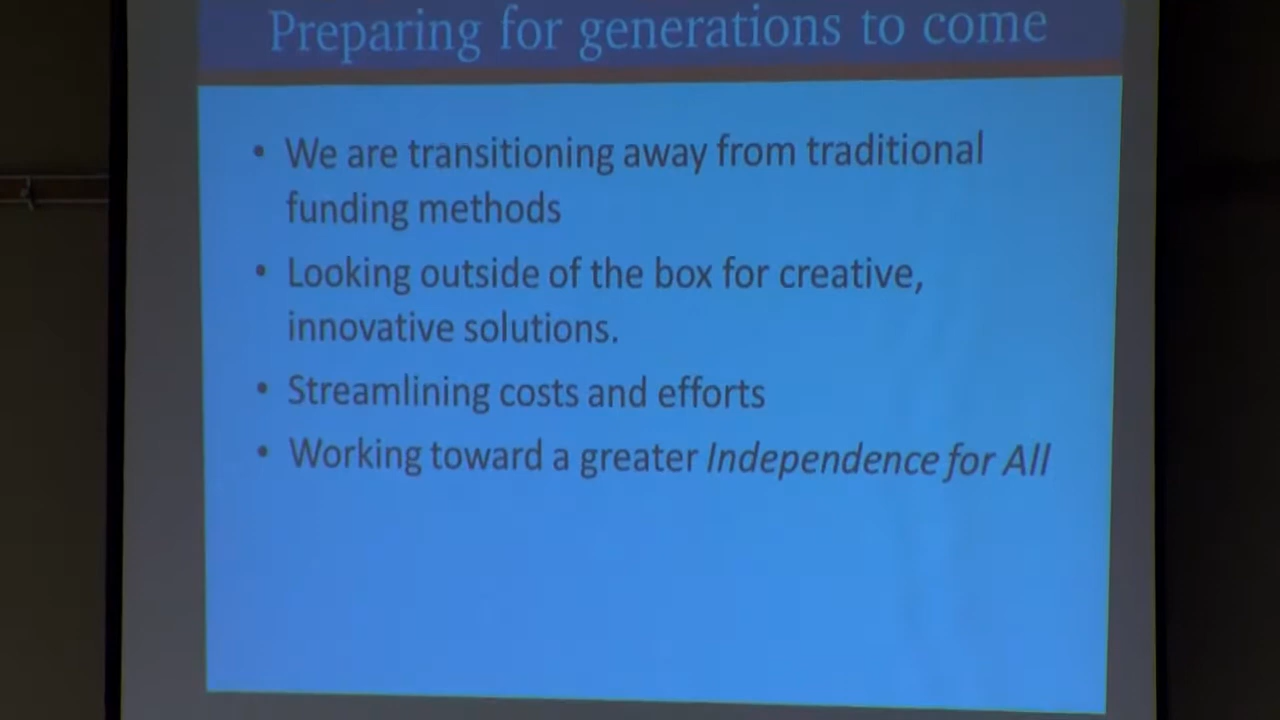 Preparing for generations to come
• We are transitioning away from traditional
funding methods
• Looking outside of the box for creative,
innovative solutions.
• Streamlining costs and efforts
• Working toward a greater Independence for All